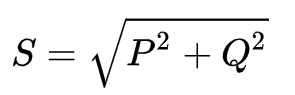 S = √(P² + Q²)